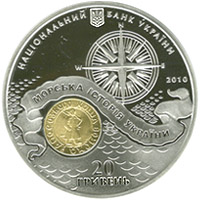 НАЦІОНАЛЬНИЙ БАНК УКРАЇНИ
2010
МОРСЬКА ІСТОРІЯ УКРАЇНИ
20
ГРИВЕНЬ